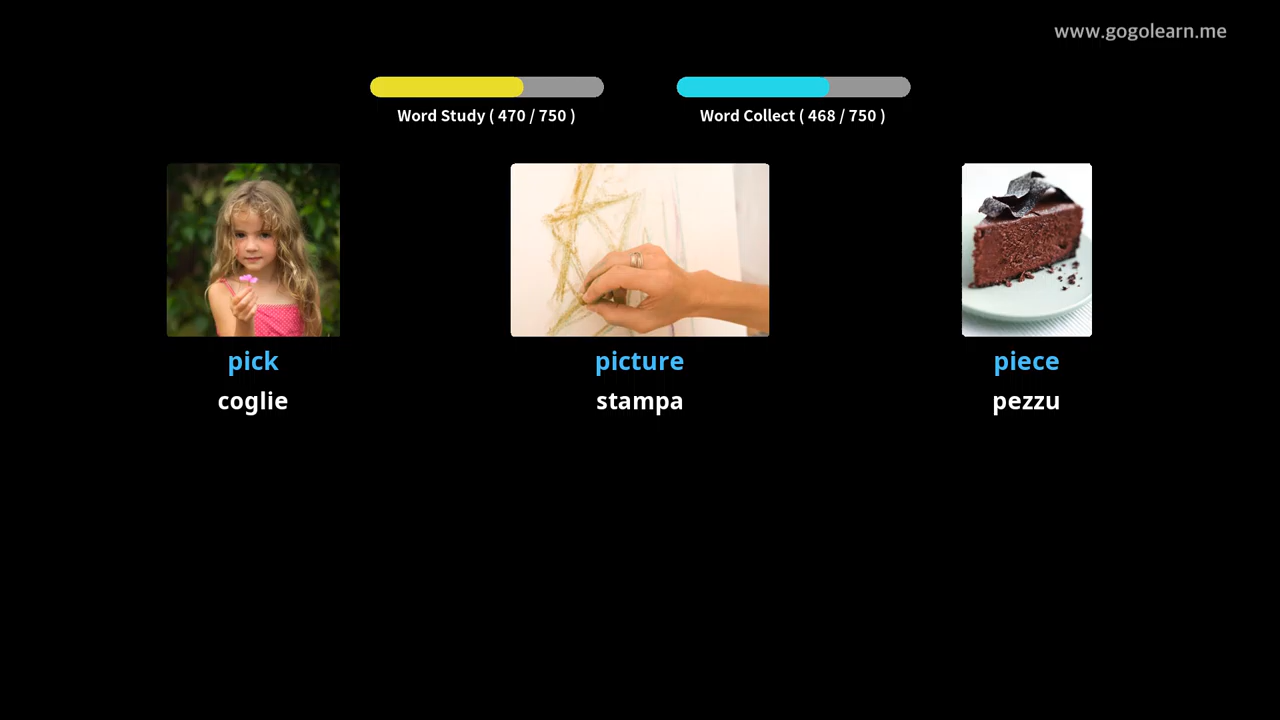 www.gogolearn.me
Word Study ( 470 / 750 )
Word Collect ( 468 / 750 )
pick
coglie
picture
stampa
piece
pezzu